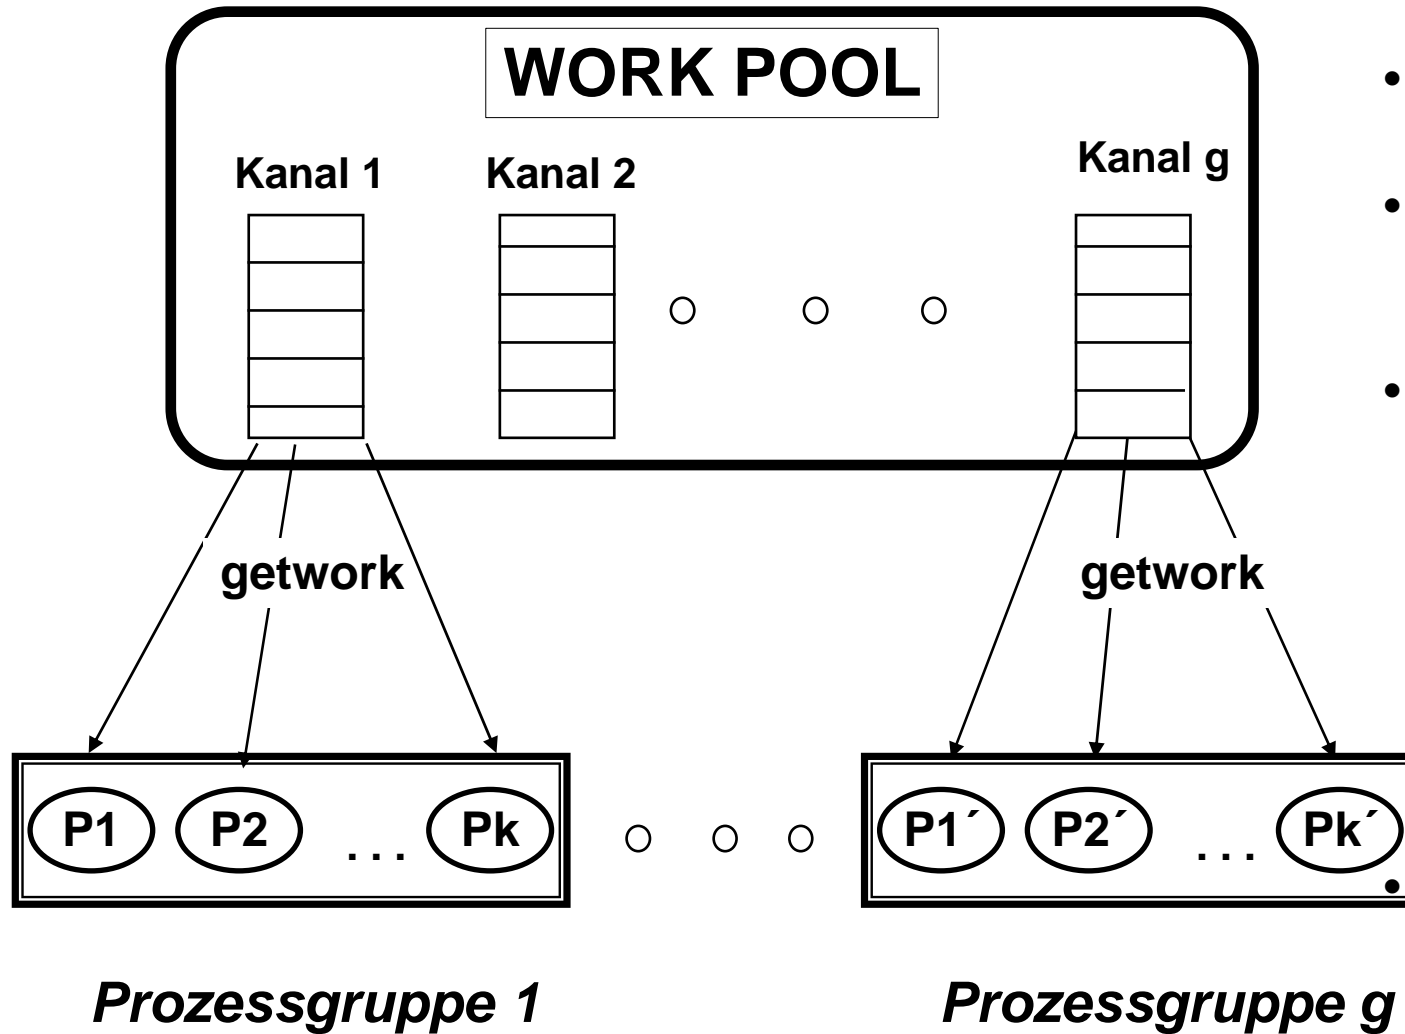 WORK POOL
Kanal 1
Kanal 2
Kanal g
getwork
getwork
P1
P2
. . .
Pk
P1´
P2´
. . .
Pk´
Prozessgruppe 1
Prozessgruppe g